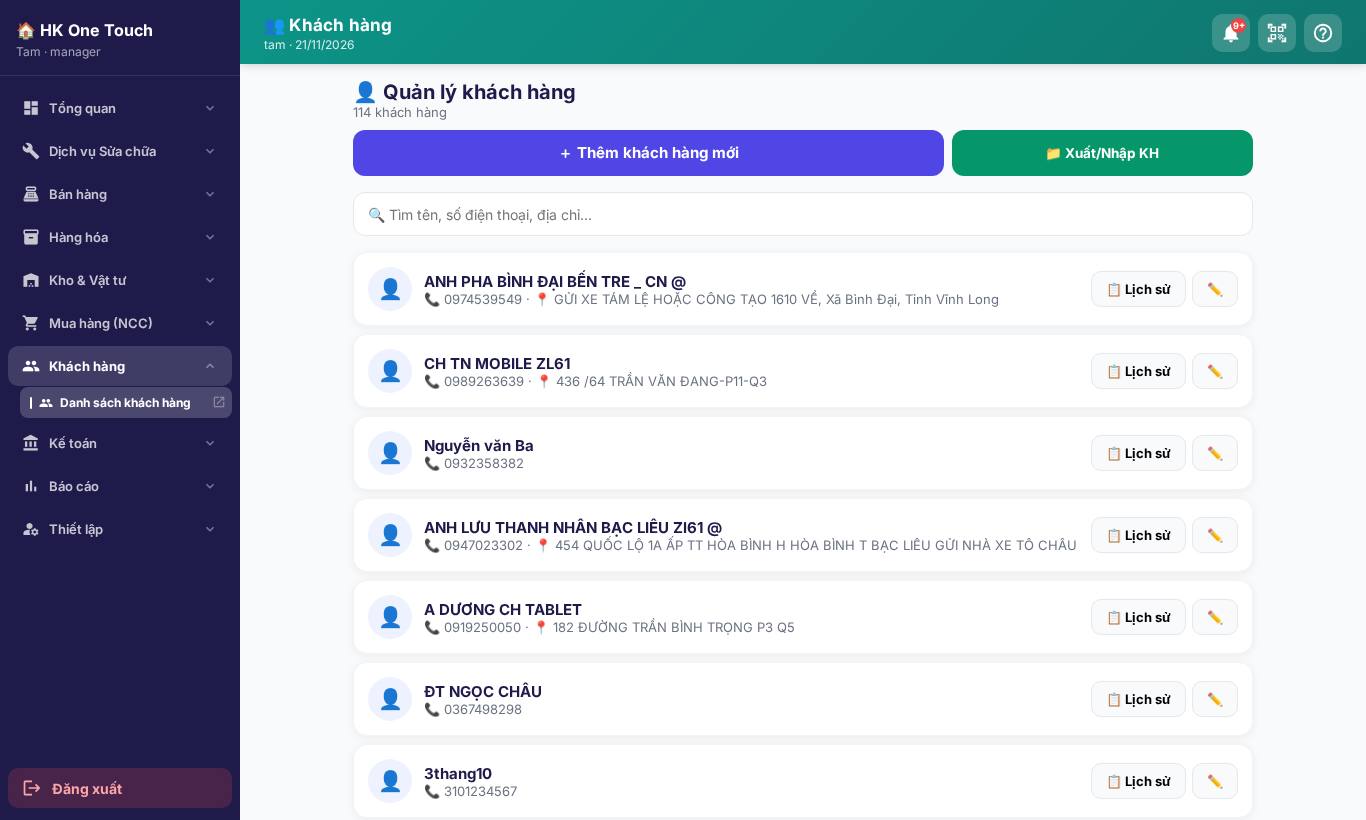 🏠 HK One Touch
Tam · manager
Tổng quan
Dịch vụ Sửa chữa
Bán hàng
Hàng hóa
Kho & Vật tư
Mua hàng (NCC)
Khách hàng
Danh sách khách hàng
Kế toán
Báo cáo
Thiết lập
Đăng xuất
👥 Khách hàng
tam · 21/11/2026
9+
👤 Quản lý khách hàng
114 khách hàng
+ Thêm khách hàng mới
📁 Xuất/Nhập KH
🔍 Tìm tên, số điện thoại, địa chỉ...
ANH PHA BÌNH ĐẠI BẾN TRE _ CN @
📞 0974539549 · 📍 GỬI XE TÁM LỆ HOẶC CÔNG TẠO 1610 VỀ, Xã Bình Đại, Tỉnh Vĩnh Long
📋 Lịch sử
CH TN MOBILE ZL61
📞 0989263639 · 📍 436 /64 TRẦN VĂN ĐANG-P11-Q3
📋 Lịch sử
Nguyễn văn Ba
📞 0932358382
📋 Lịch sử
ANH LƯU THANH NHÂN BẠC LIÊU Zl61 @
📞 0947023302 · 📍 454 QUỐC LỘ 1A ẤP TT HÒA BÌNH H HÒA BÌNH T BẠC LIÊU GỬI NHÀ XE TÔ CHÂU
📋 Lịch sử
A DƯƠNG CH TABLET
📞 0919250050 · 📍 182 ĐƯỜNG TRẦN BÌNH TRỌNG P3 Q5
📋 Lịch sử
ĐT NGỌC CHÂU
📞 0367498298
📋 Lịch sử
3thang10
📞 3101234567
📋 Lịch sử